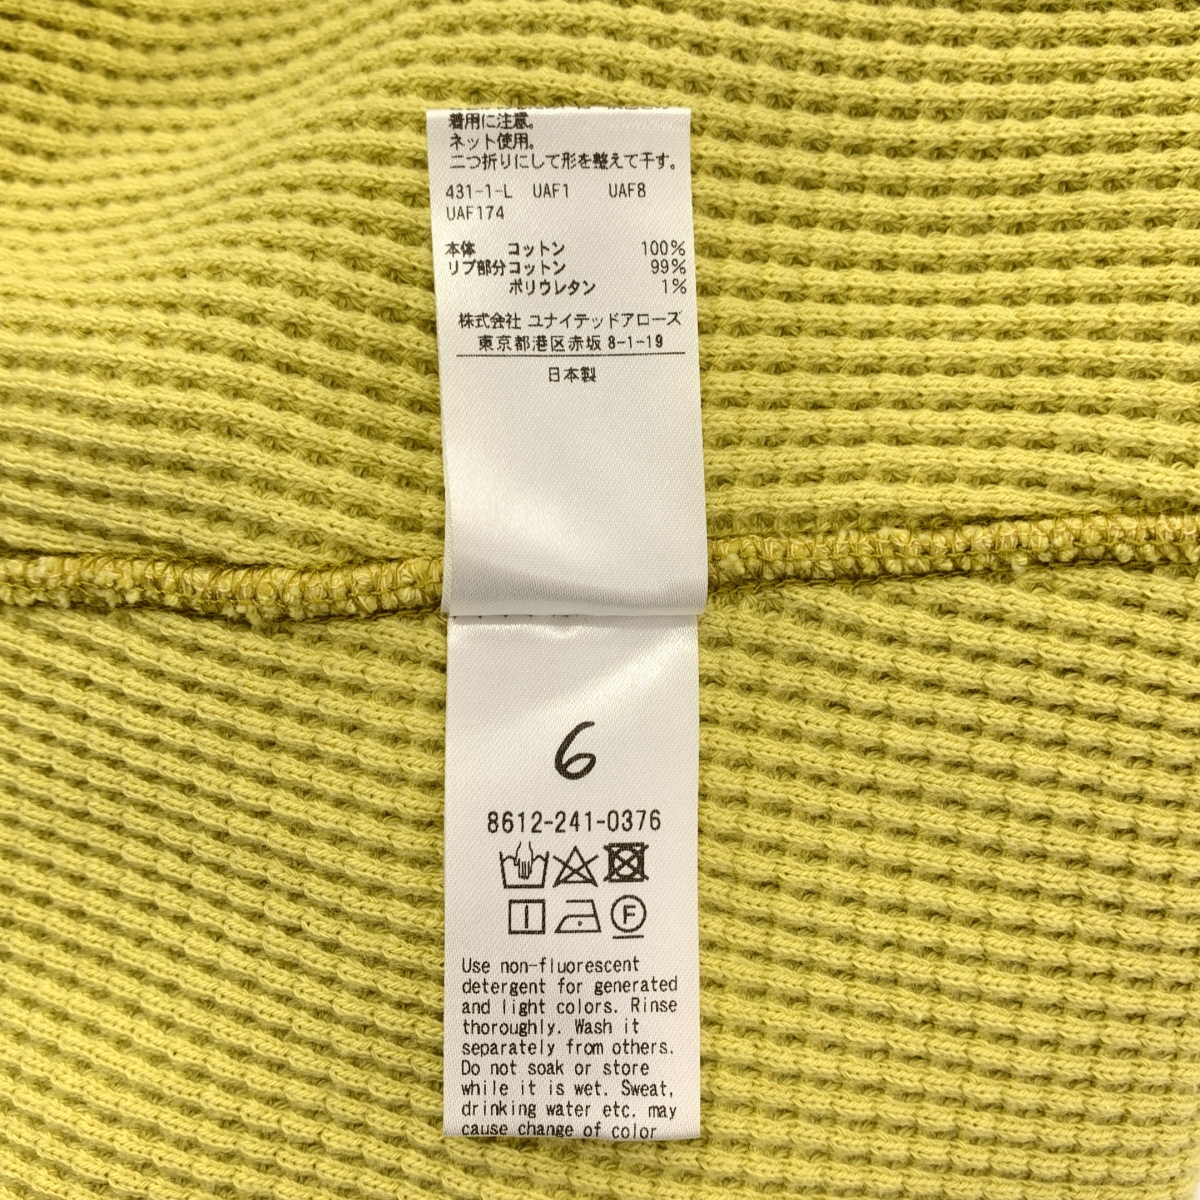 着用に注意。
ネット使用。
二つ折りにして形を整えて干す。
431-1-L UAF1 UAF8
UAF174
本体 コットン 100%
リブ部分コットン 99%
ポリウレタン 1%
株式会社 ユナイテッドアローズ
東京都港区赤坂 8-1-19
日本製
6
8612-241-0376
F
Use non-fluorescent
detergent for generated
and light colors. Rinse
thoroughly. Wash it
separately from others.
Do not soak or store
while it is wet. Sweat,
drinking water etc. may
cause change of color